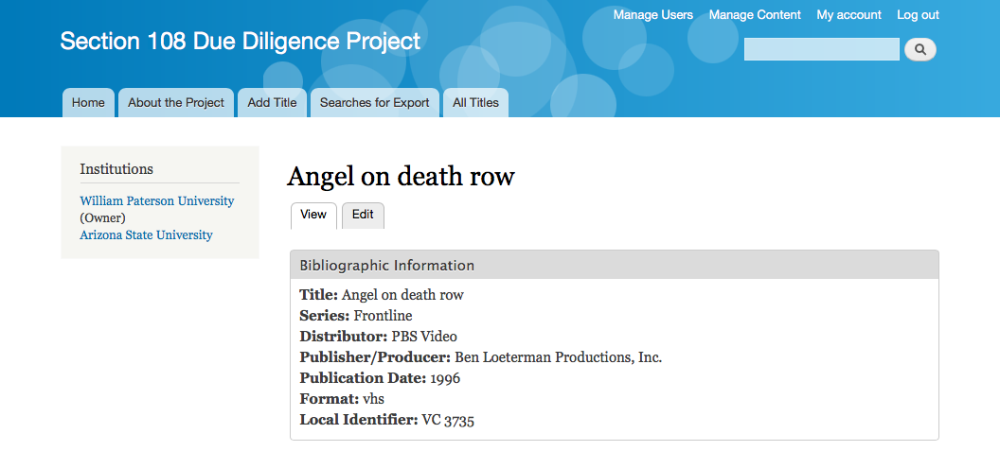 Manage Users Manage Content My account Log out
Section 108 Due Diligence Project
Home About the Project Add Title Searches for Export All Titles
Institutions
William Paterson University
(Owner)
Arizona State University
Angel on death row
View Edit
Bibliographic Information
Title: Angel on death row
Series: Frontline
Distributor: PBS Video
Publisher/Producer: Ben Loeterman Productions, Inc.
Publication Date: 1996
Format: vhs
Local Identifier: VC 3735